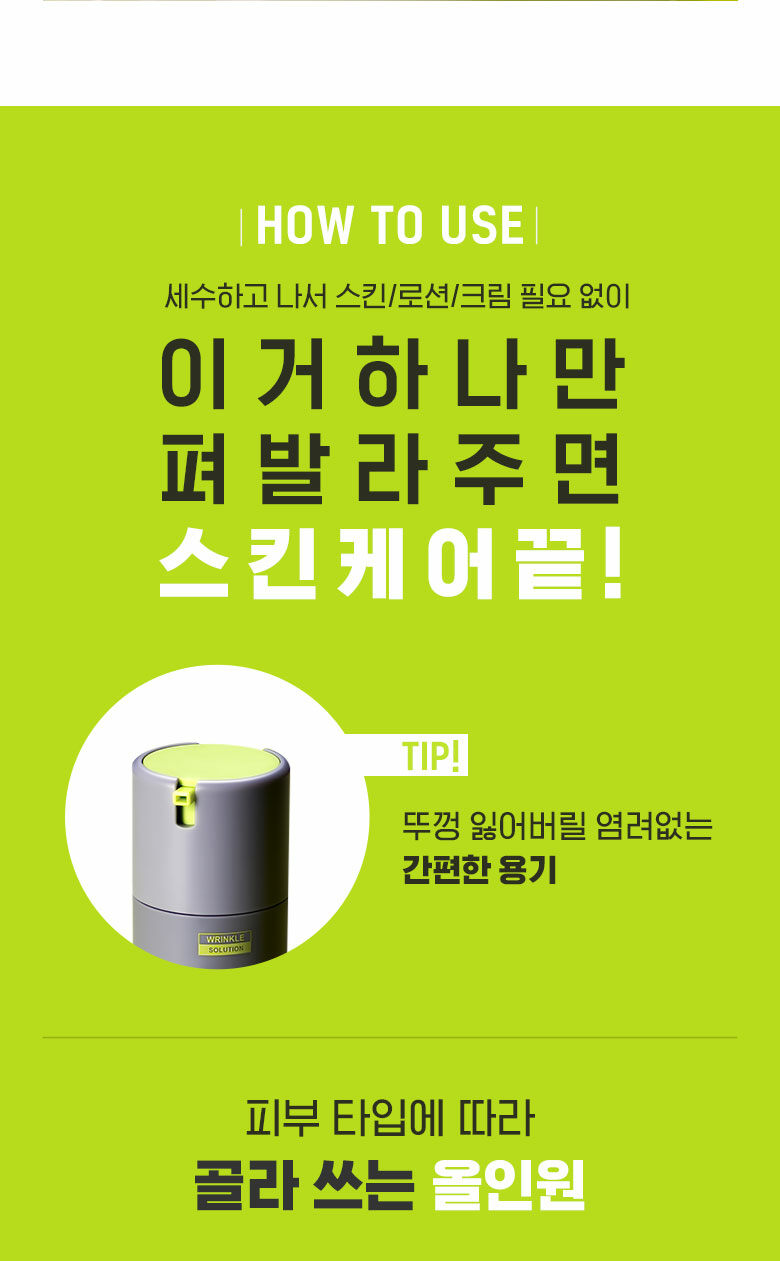 HOW TO USE
세수하고 나서 스킨/로션/크림 필요 없이
이거하나만
펴발라주면
스킨케어끝!
TIP!
뚜껑 잃어버릴 염려없는
간편한 용기
WRINKLE
SOLUTION
피부 타입에 따라
골라 쓰는 올인원